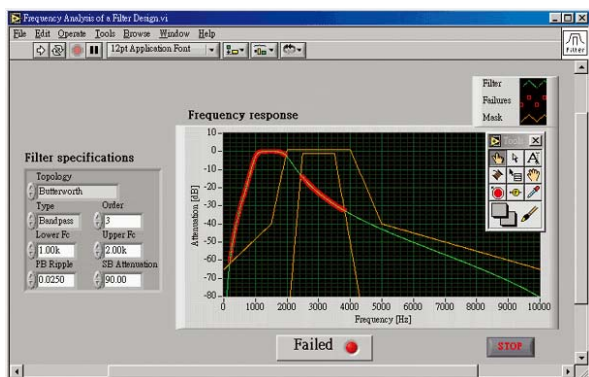 Frequency Analysis of a Filter Design.vi
File Edit Operate Tools Browse Window Help
12pt Application Font
Filter
Filter
Failures
Mask
Frequency response
Tools
Filter specifications
Topology
Butterworth
Type Order
Bandpass 3
Lower Fc Upper Fc
1.00k 2.00k
PB Ripple SB Attenuation
0.0250 90.00
Attenuation [dB]
10
0
-10
-20
-30
-40
-50
-60
-70
-80
0 1000 2000 3000 4000 5000 6000 7000 8000 9000 10000
Frequency [Hz]
Failed
STOP